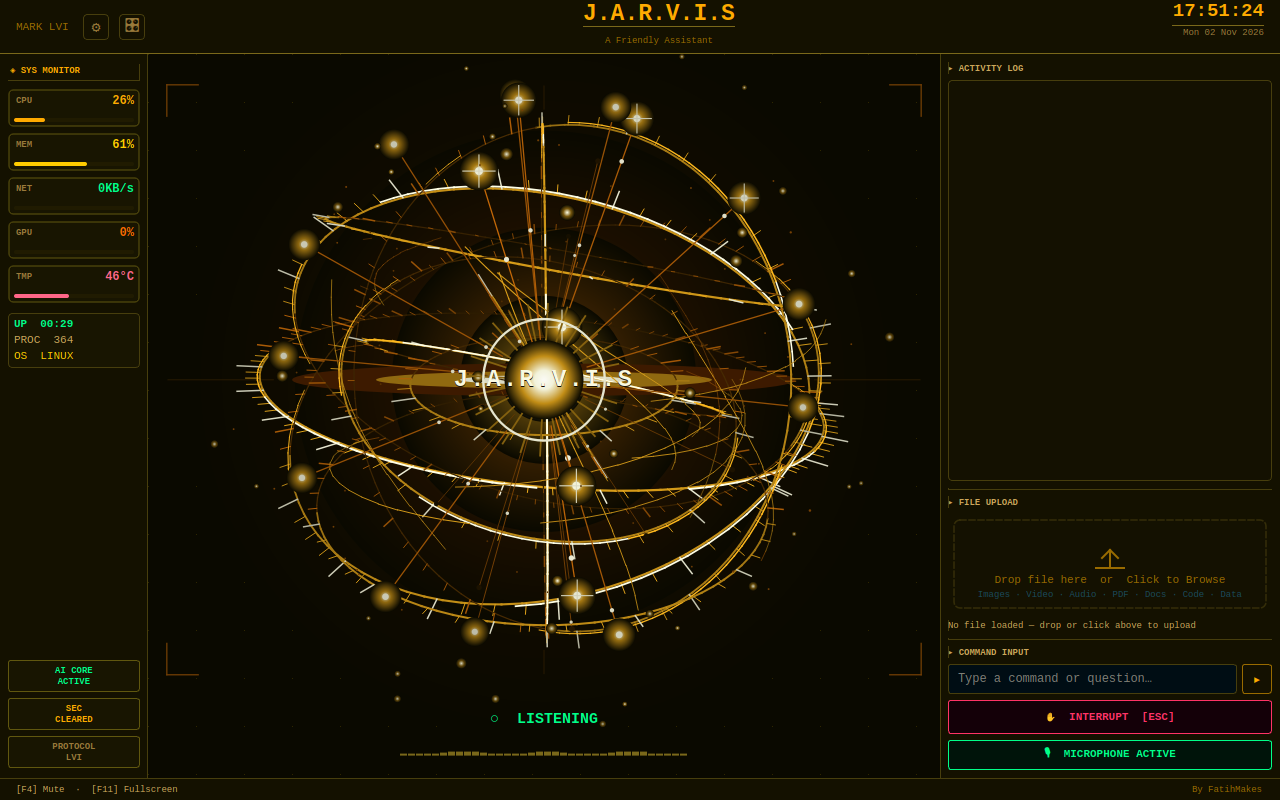 MARK LVI
J.A.R.V.I.S
A Friendly Assistant
17:51:24
Mon 02 Nov 2026
◈ SYS MONITOR
CPU 26%
MEM 61%
NET 0KB/s
GPU 0%
TMP 46°C
UP 00:29
PROC 364
OS LINUX
AI CORE
ACTIVE
SEC
CLEARED
PROTOCOL
LVI
J.A.R.V.I.S
○ LISTENING
▸ ACTIVITY LOG
▸ FILE UPLOAD
Drop file here or Click to Browse
Images · Video · Audio · PDF · Docs · Code · Data
No file loaded — drop or click above to upload
▸ COMMAND INPUT
Type a command or question…
▸
✋ INTERRUPT [ESC]
🎙 MICROPHONE ACTIVE
[F4] Mute · [F11] Fullscreen
By FatihMakes